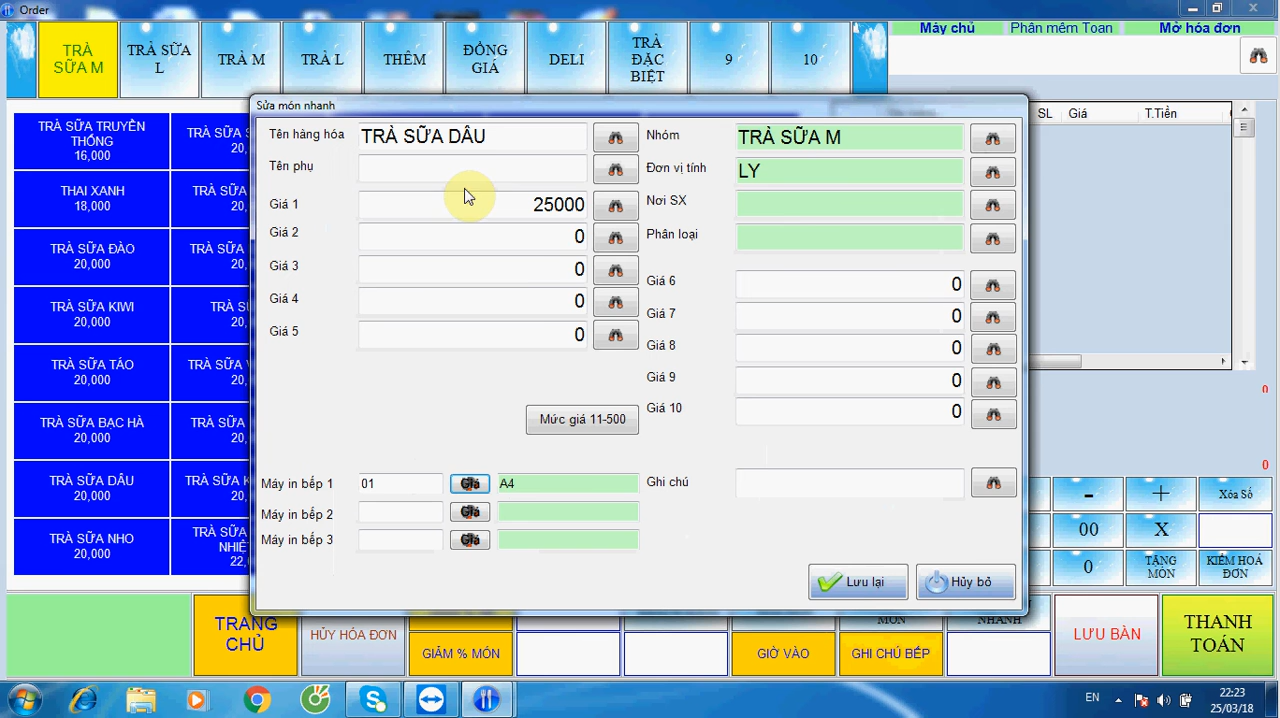 Order
TRÀ
SỮA M
TRÀ SỮA
L
TRÀ M
TRÀ L
THÊM
ĐỒNG
GIÁ
DELI
TRÀ
ĐẶC
BIỆT
9
10
Máy chủ
Phân mêm Toan
Mở hóa đơn
SL
Giá
T.Tiền
TRÀ SỮA TRUYỀN
THỐNG
16,000
THAI XANH
18,000
TRÀ SỮA ĐÀO
20,000
TRÀ SỮA KIWI
20,000
TRÀ SỮA TÁO
20,000
TRÀ SỮA BẠC HÀ
20,000
TRÀ SỮA DÂU
20,000
TRÀ SỮA NHO
20,000
Sửa món nhanh
Tên hàng hóa
TRÀ SỮA DÂU
Tên phụ
Giá 1
25000
Giá 2
0
Giá 3
0
Giá 4
0
Giá 5
0
Mức giá 11-500
Máy in bếp 1
01
Giá
A4
Máy in bếp 2
Giá
Máy in bếp 3
Giá
Nhóm
TRÀ SỮA M
Đơn vị tính
LY
Nơi SX
Phân loại
Giá 6
0
Giá 7
0
Giá 8
0
Giá 9
0
Giá 10
0
Ghi chú
Lưu lại
Hủy bỏ
0
0
-
+
Xóa Số
00
X
0
TẶNG
MÓN
KIỂM HOÁ
ĐƠN
TRANG
CHỦ
HỦY HÓA ĐƠN
GIẢM % MÓN
GIỜ VÀO
GHI CHÚ BẾP
LƯU BÀN
THANH
TOÁN
EN
22:23
25/03/18